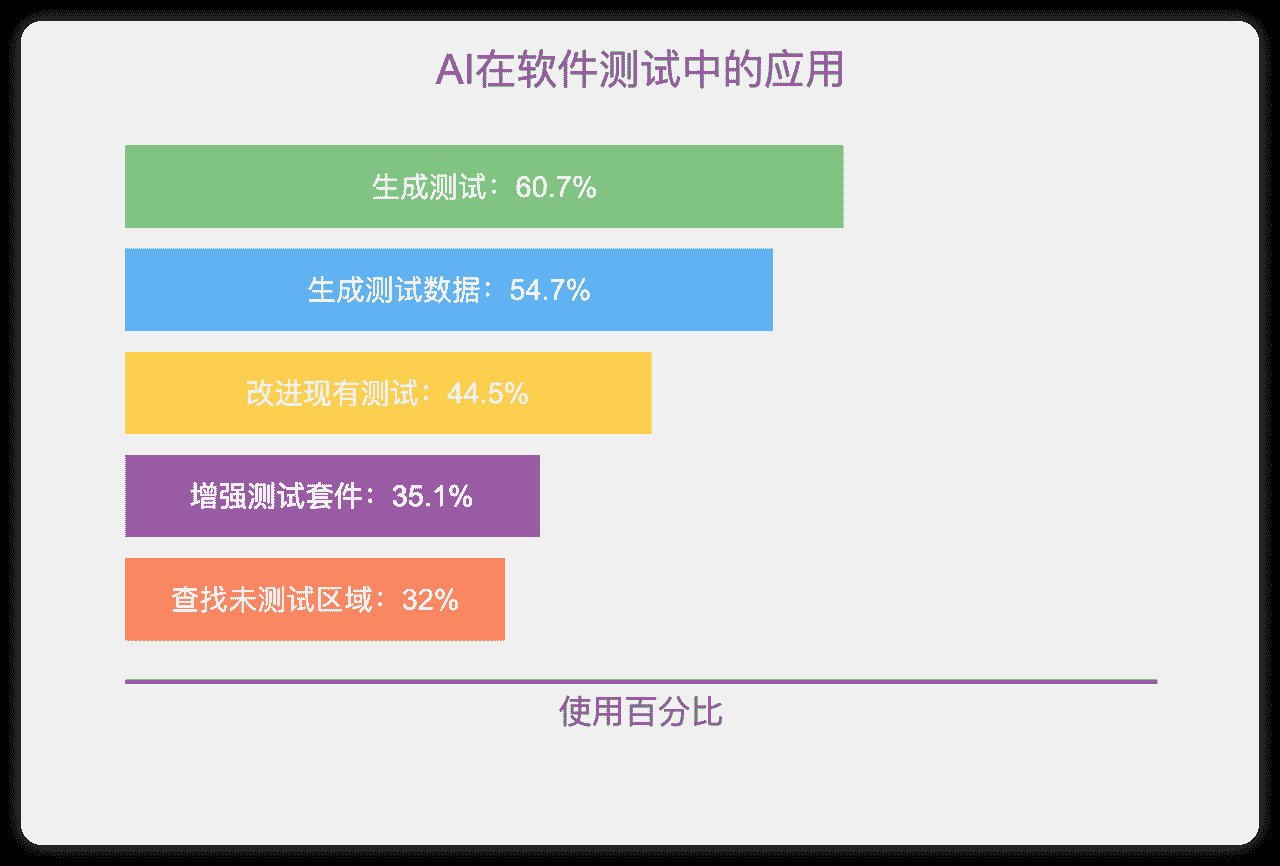 AI在软件测试中的应用
生成测试：60.7%
生成测试数据：54.7%
改进现有测试：44.5%
增强测试套件：35.1%
查找未测试区域：32%
使用百分比